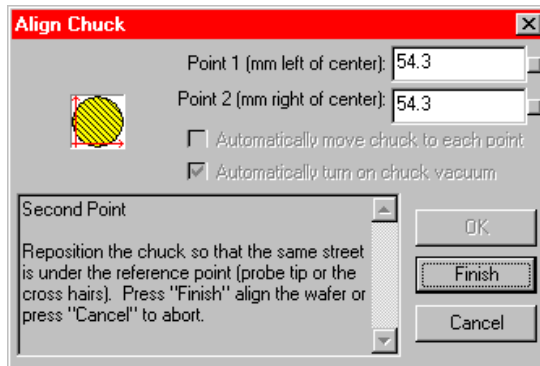 Align Chuck
Point 1 (mm left of center): 54.3
Point 2 (mm right of center): 54.3
Automatically move chuck to each point
Automatically turn on chuck vacuum
Second Point
Reposition the chuck so that the same street
is under the reference point (probe tip or the
cross hairs). Press "Finish" align the wafer or
press "Cancel" to abort.
OK
Finish
Cancel